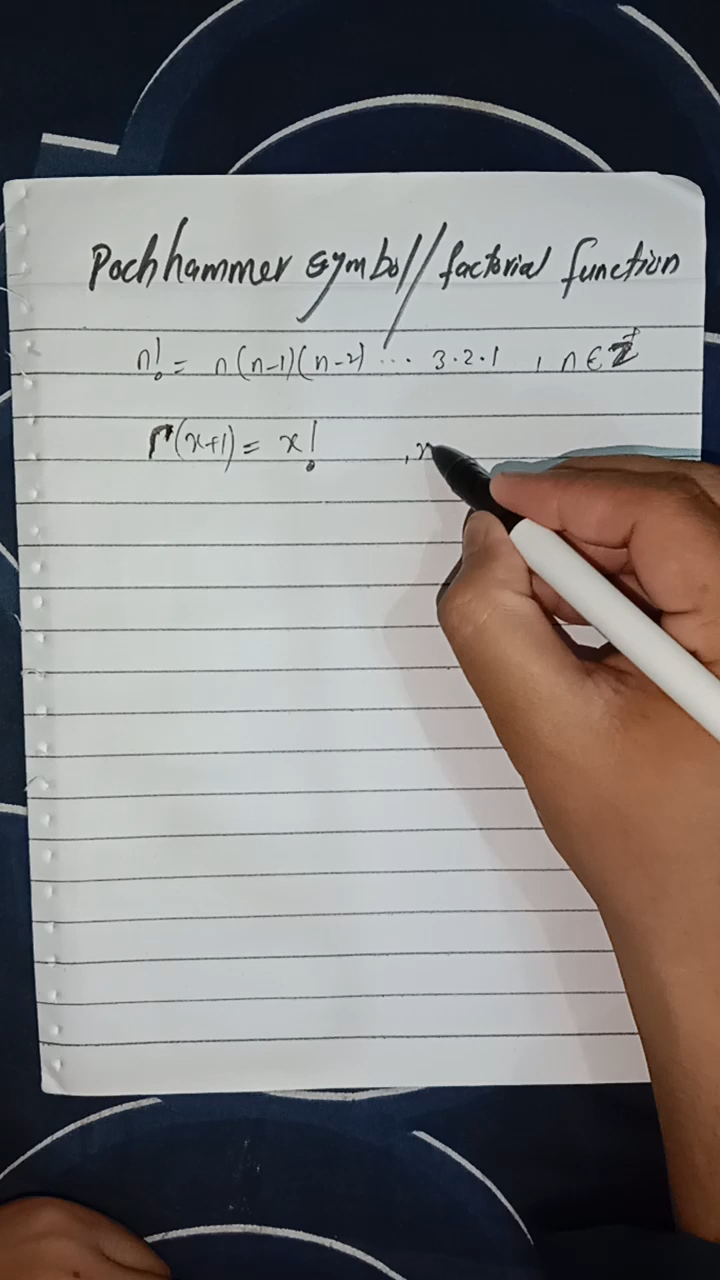 Pochhammer symbol // factorial function
n! = n(n-1)(n-2) ... 3.2.1 , n ∈ Z⁺
Γ(x+1) = x! , x